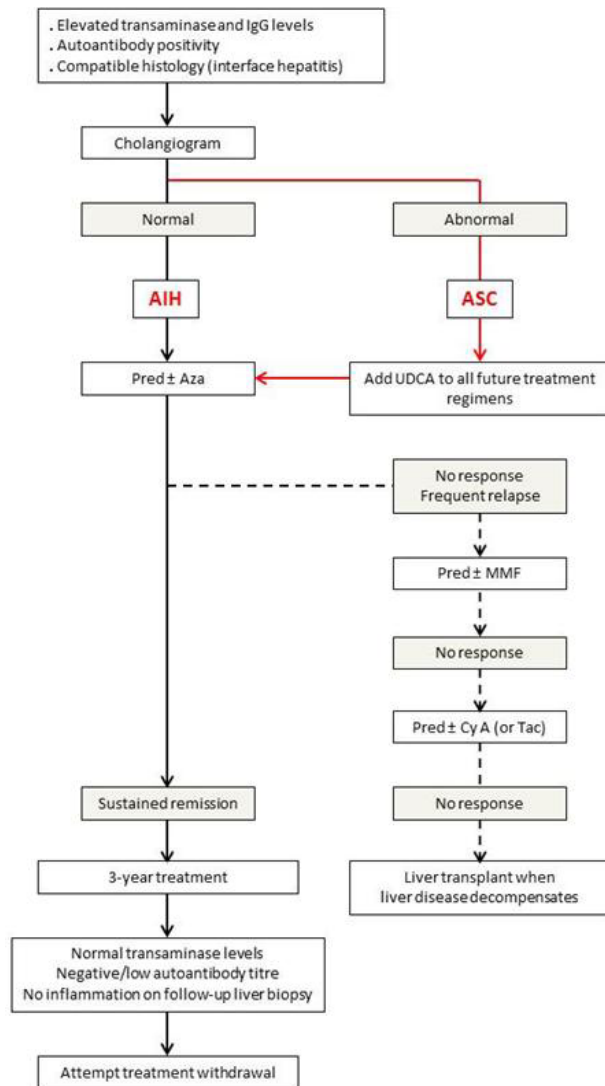 . Elevated transaminase and IgG levels
. Autoantibody positivity
. Compatible histology (interface hepatitis)
Cholangiogram
Normal
Abnormal
AIH
ASC
Pred ± Aza
Add UDCA to all future treatment
regimens
No response
Frequent relapse
Pred ± MMF
No response
Pred ± Cy A (or Tac)
Sustained remission
No response
3-year treatment
Liver transplant when
liver disease decompensates
Normal transaminase levels
Negative/low autoantibody titre
No inflammation on follow-up liver biopsy
Attempt treatment withdrawal